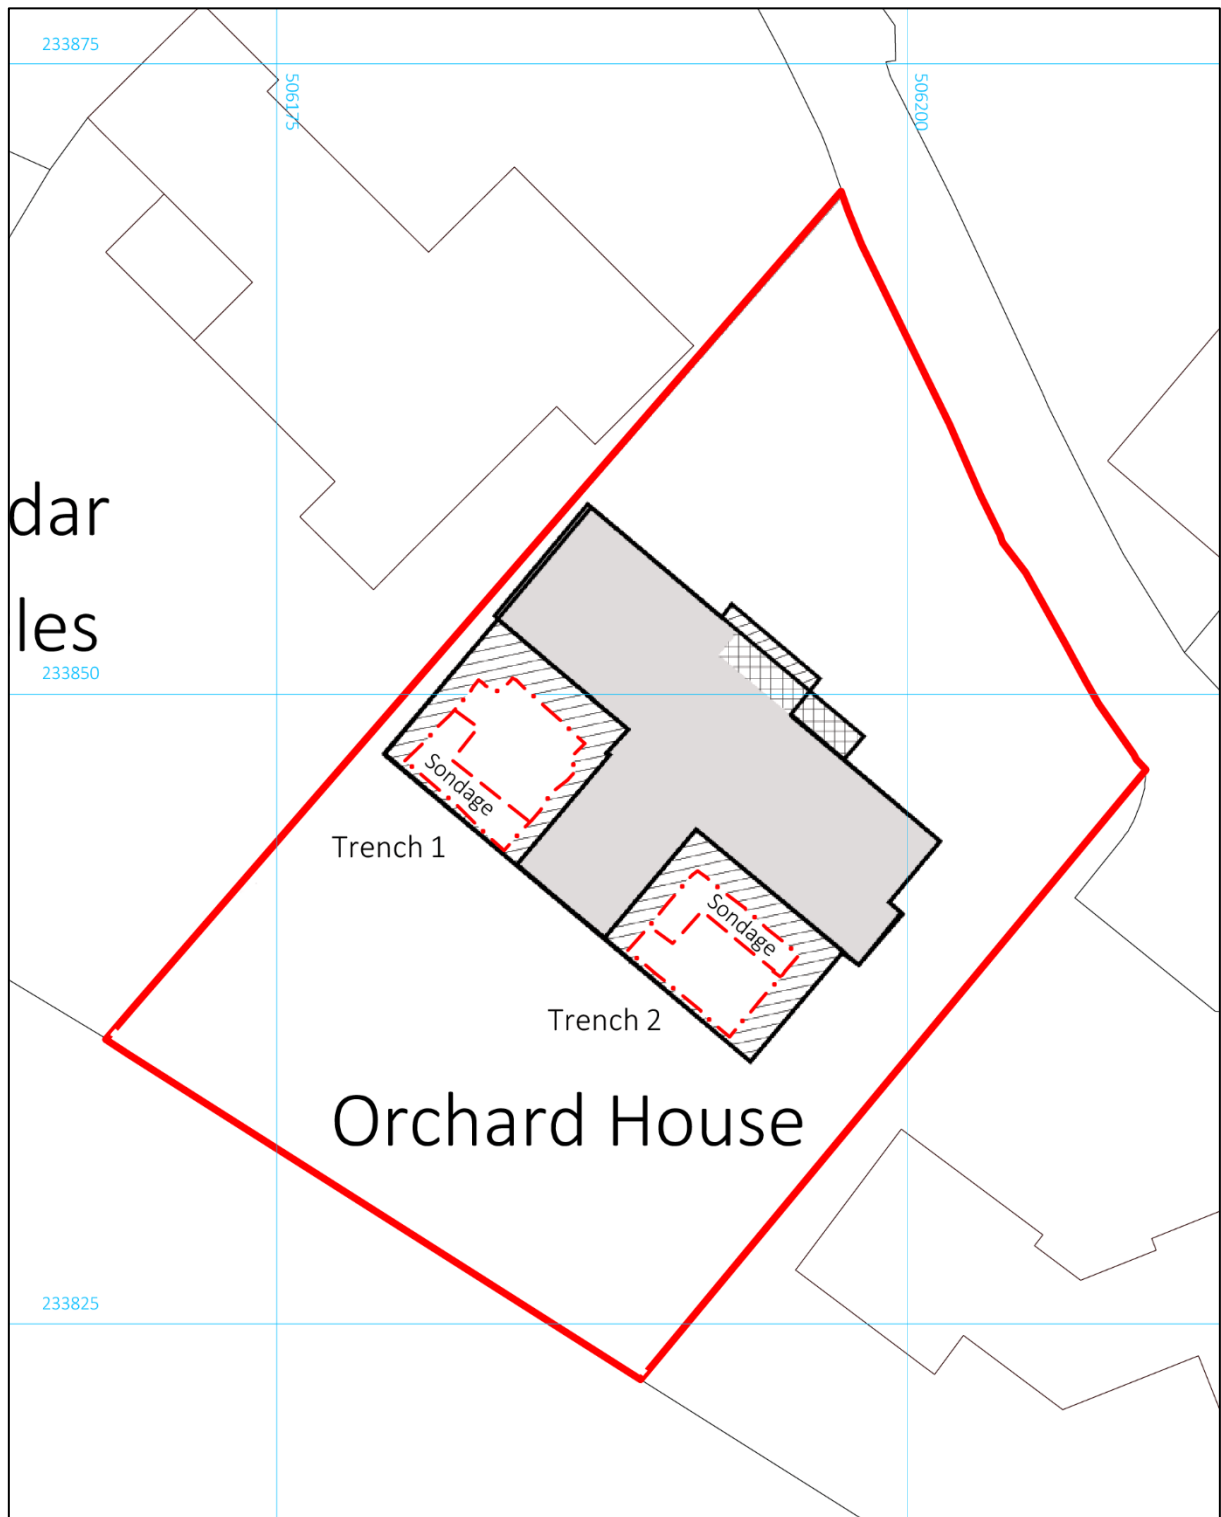 233875
506175
506200
dar
les
233850
Sondage
Trench 1
Sondage
Trench 2
Orchard House
233825